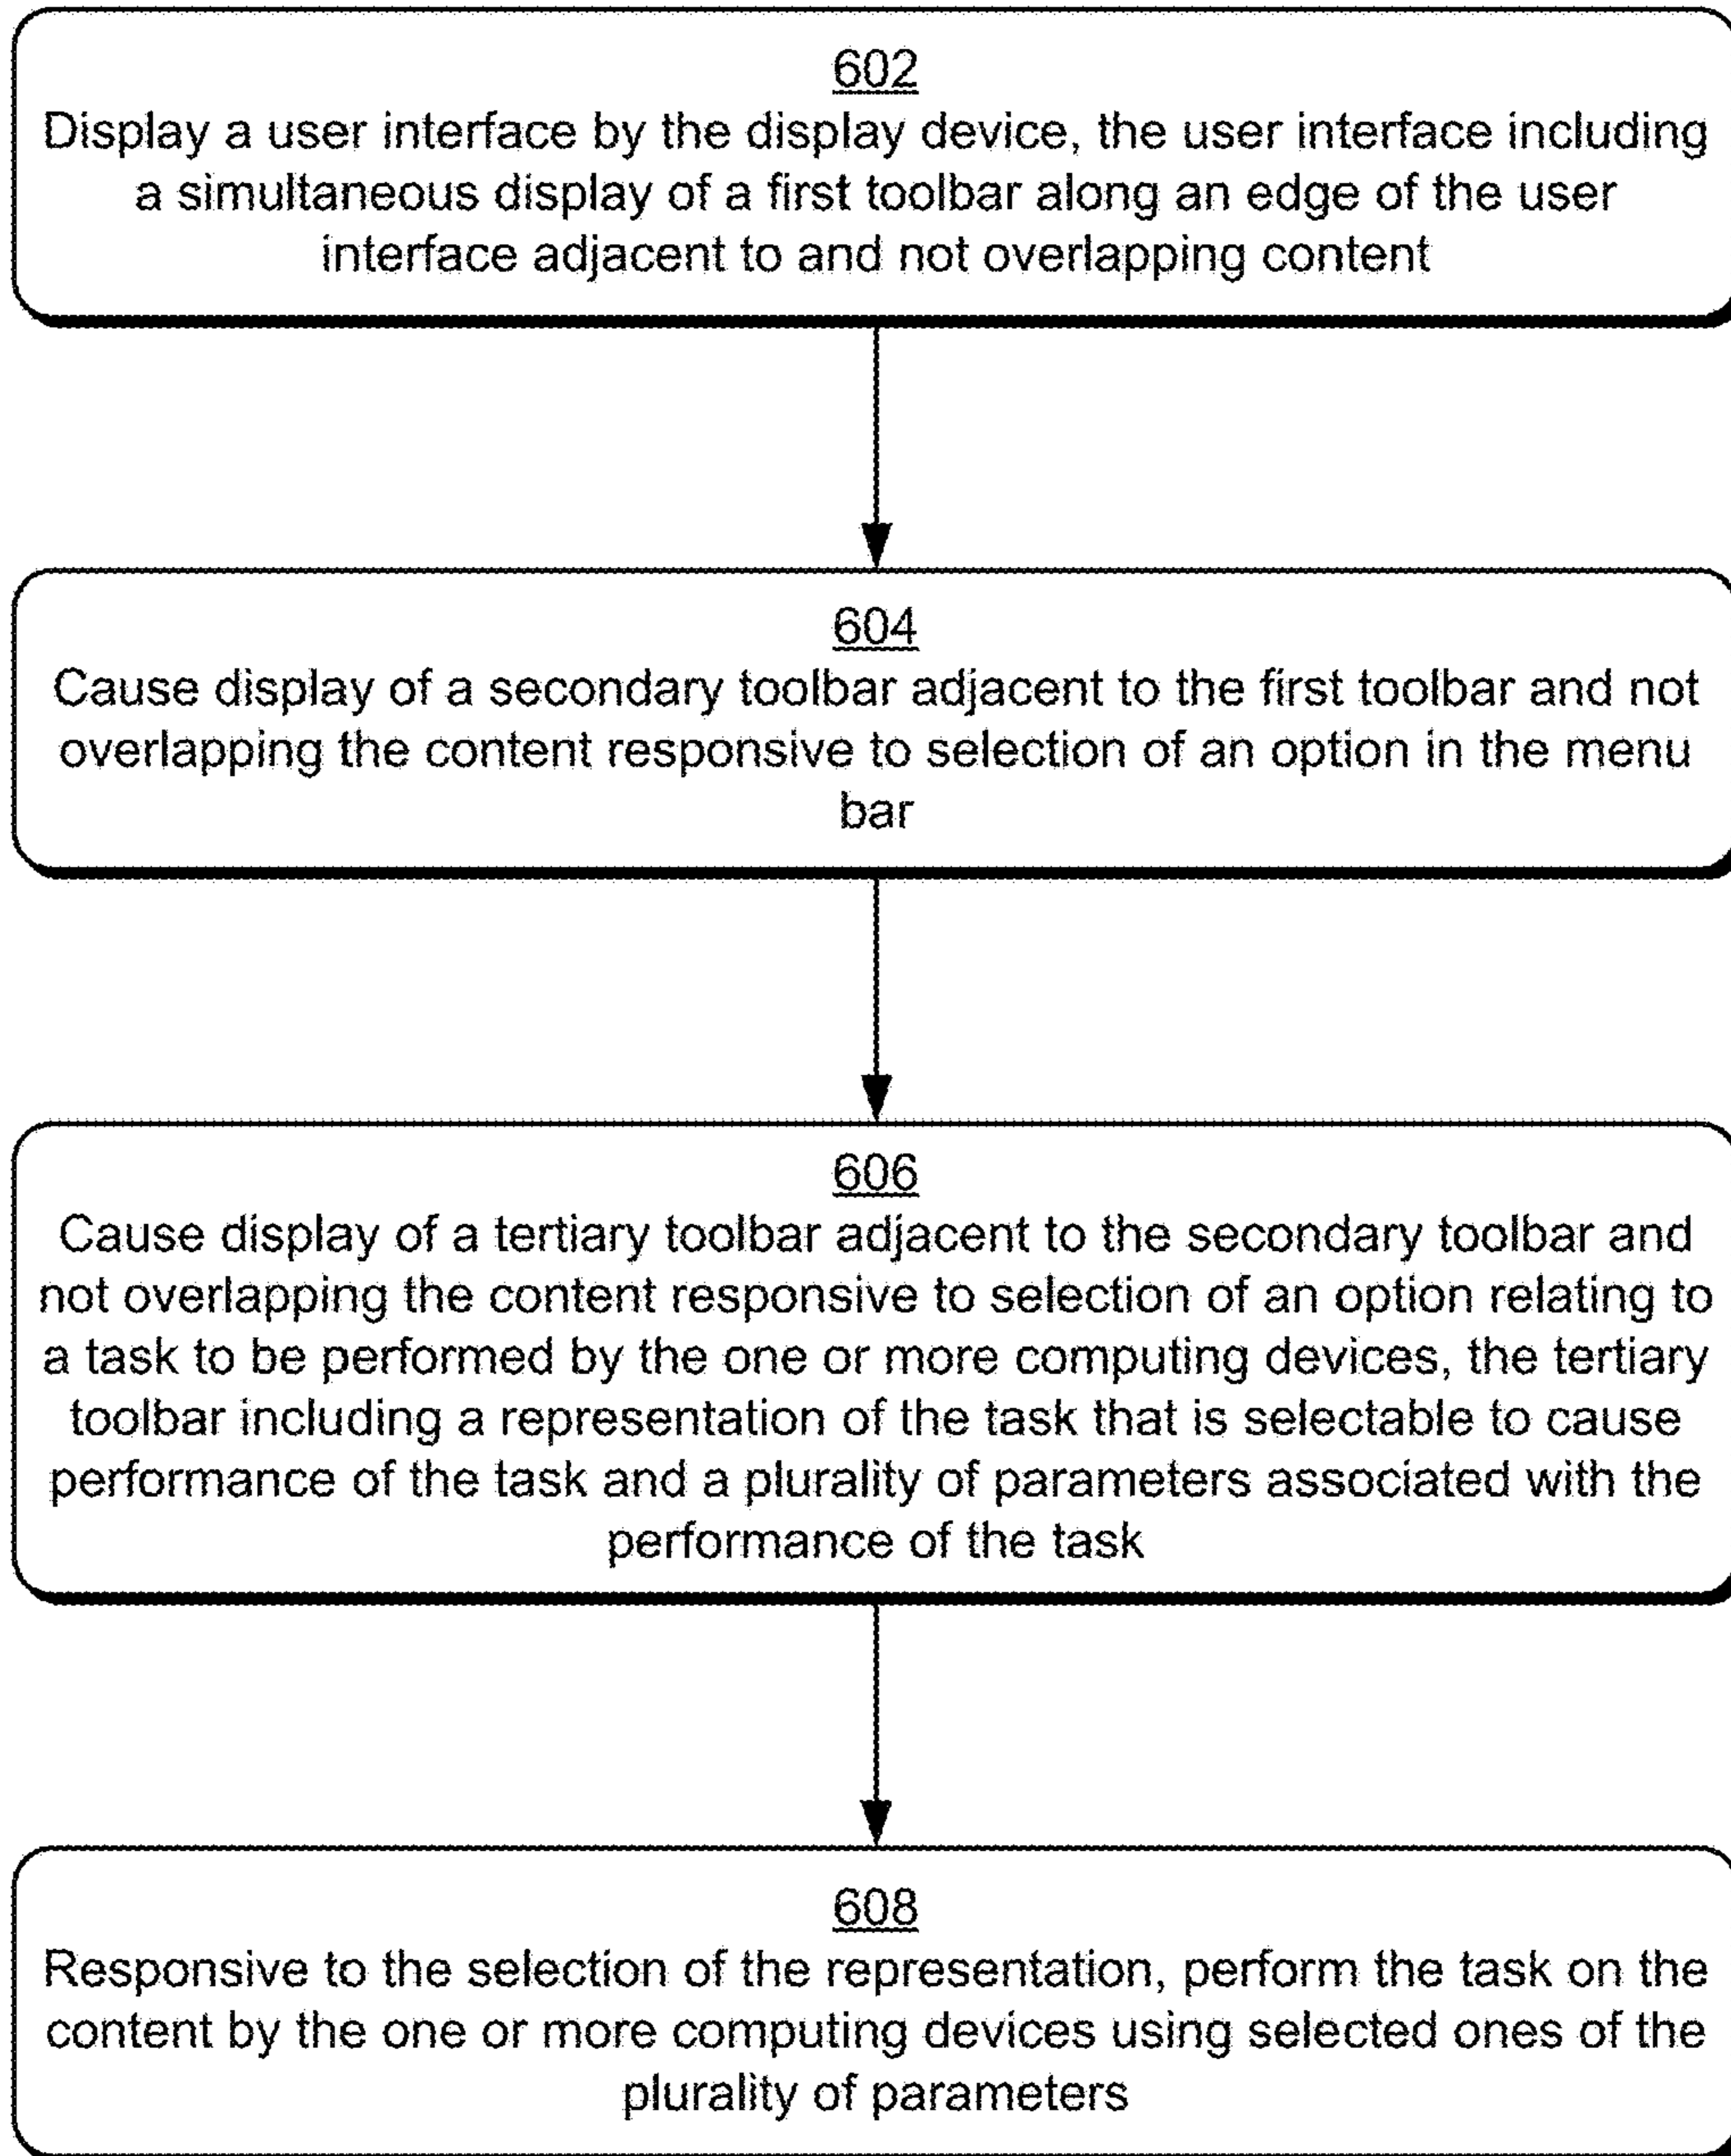 602
Display a user interface by the display device, the user interface including
a simultaneous display of a first toolbar along an edge of the user
interface adjacent to and not overlapping content
604
Cause display of a secondary toolbar adjacent to the first toolbar and not
overlapping the content responsive to selection of an option in the menu
bar
606
Cause display of a tertiary toolbar adjacent to the secondary toolbar and
not overlapping the content responsive to selection of an option relating to
a task to be performed by the one or more computing devices, the tertiary
toolbar including a representation of the task that is selectable to cause
performance of the task and a plurality of parameters associated with the
performance of the task
608
Responsive to the selection of the representation, perform the task on the
content by the one or more computing devices using selected ones of the
plurality of parameters